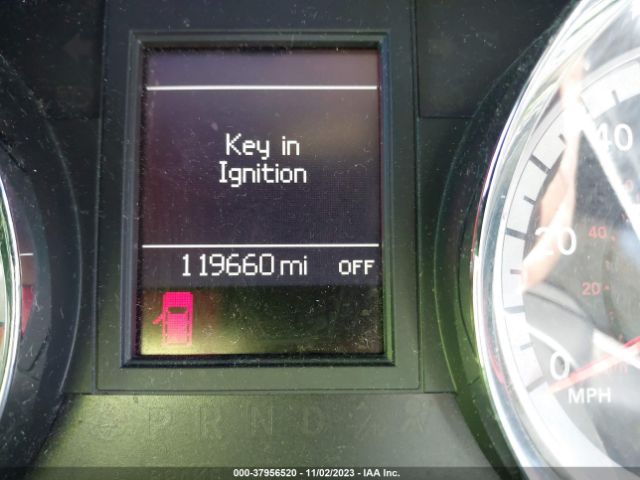 Key in
Ignition
119660 mi OFF
40
20
0
MPH
40
20
P R N D
000-37956520 - 11/02/2023 - IAA Inc.